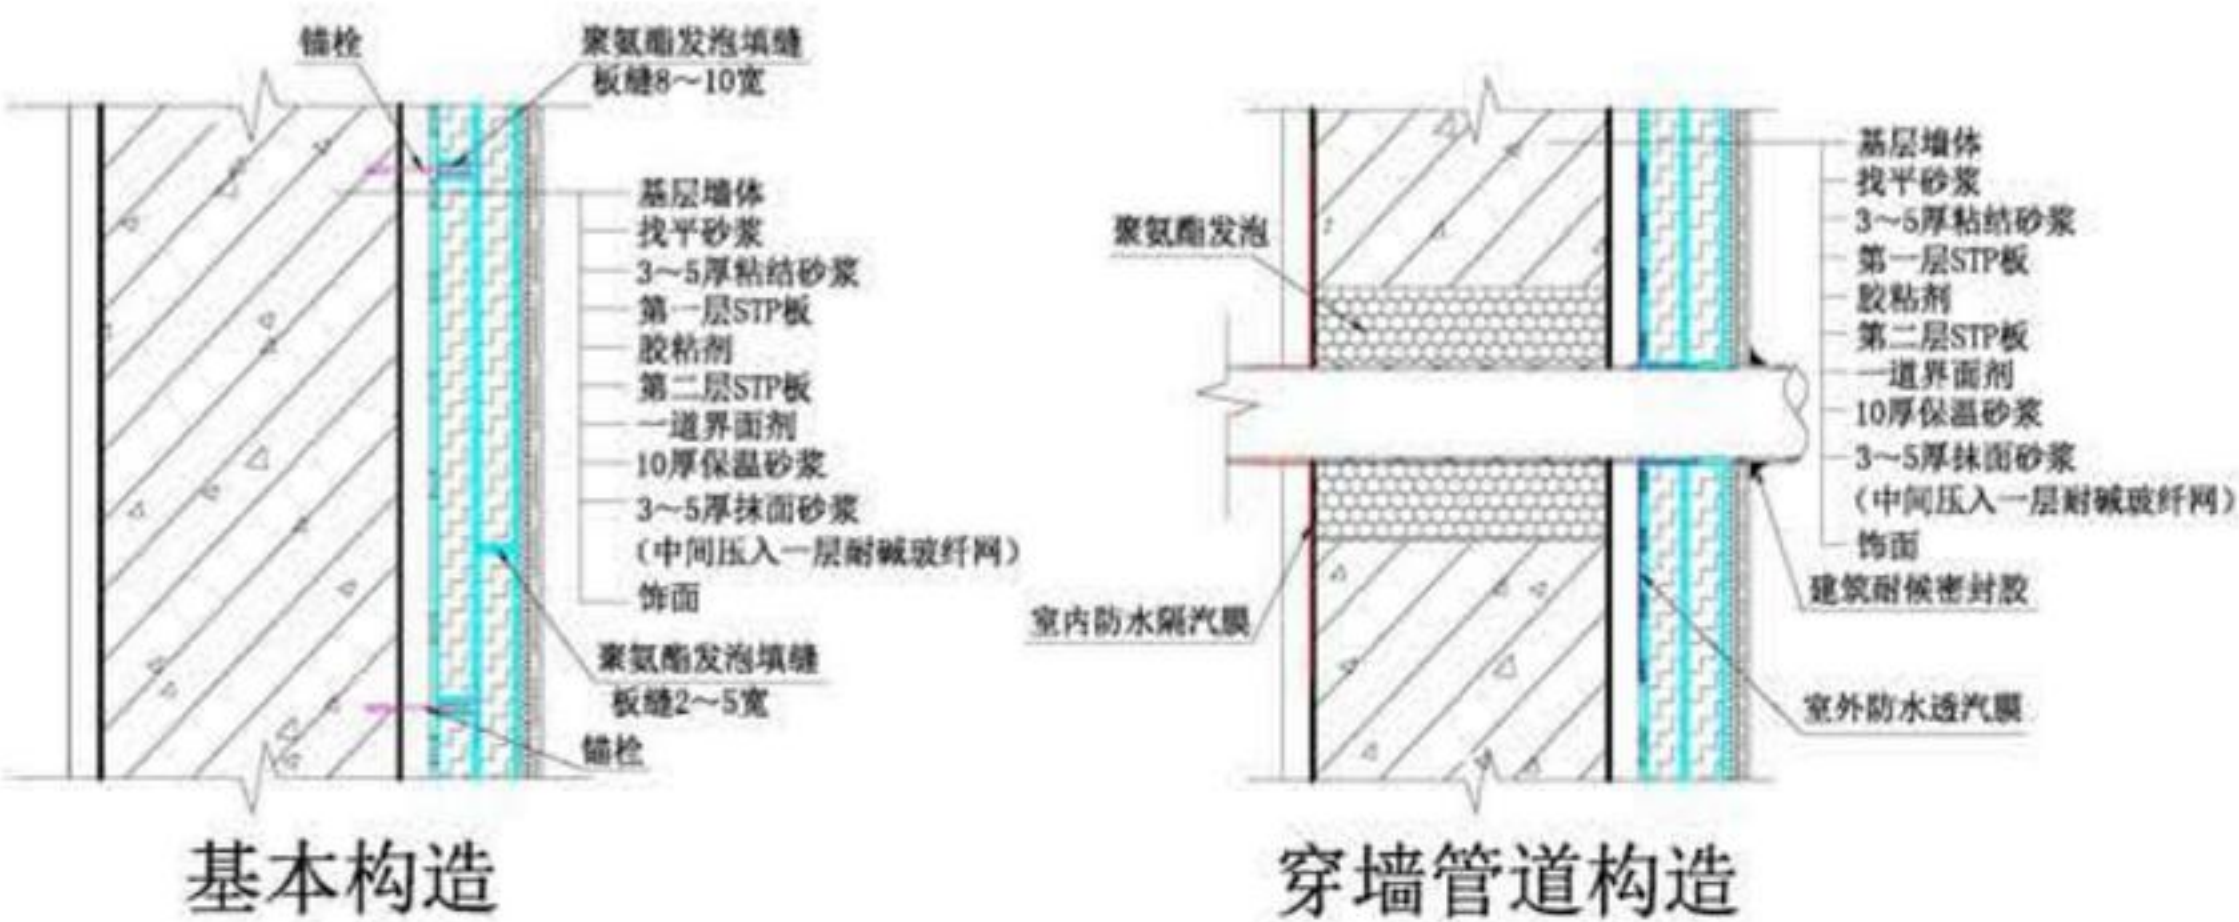 锚栓
聚氨酯发泡填缝
板缝8～10宽
基层墙体
找平砂浆
3～5厚粘结砂浆
第一层STP板
胶粘剂
第二层STP板
一道界面剂
10厚保温砂浆
3～5厚抹面砂浆
(中间压入一层耐碱玻纤网)
饰面
聚氨酯发泡填缝
板缝2～5宽
锚栓
基本构造
聚氨酯发泡
室内防水隔汽膜
基层墙体
找平砂浆
3～5厚粘结砂浆
第一层STP板
胶粘剂
第二层STP板
一道界面剂
10厚保温砂浆
3～5厚抹面砂浆
(中间压入一层耐碱玻纤网)
饰面
建筑耐候密封胶
室外防水透汽膜
穿墙管道构造